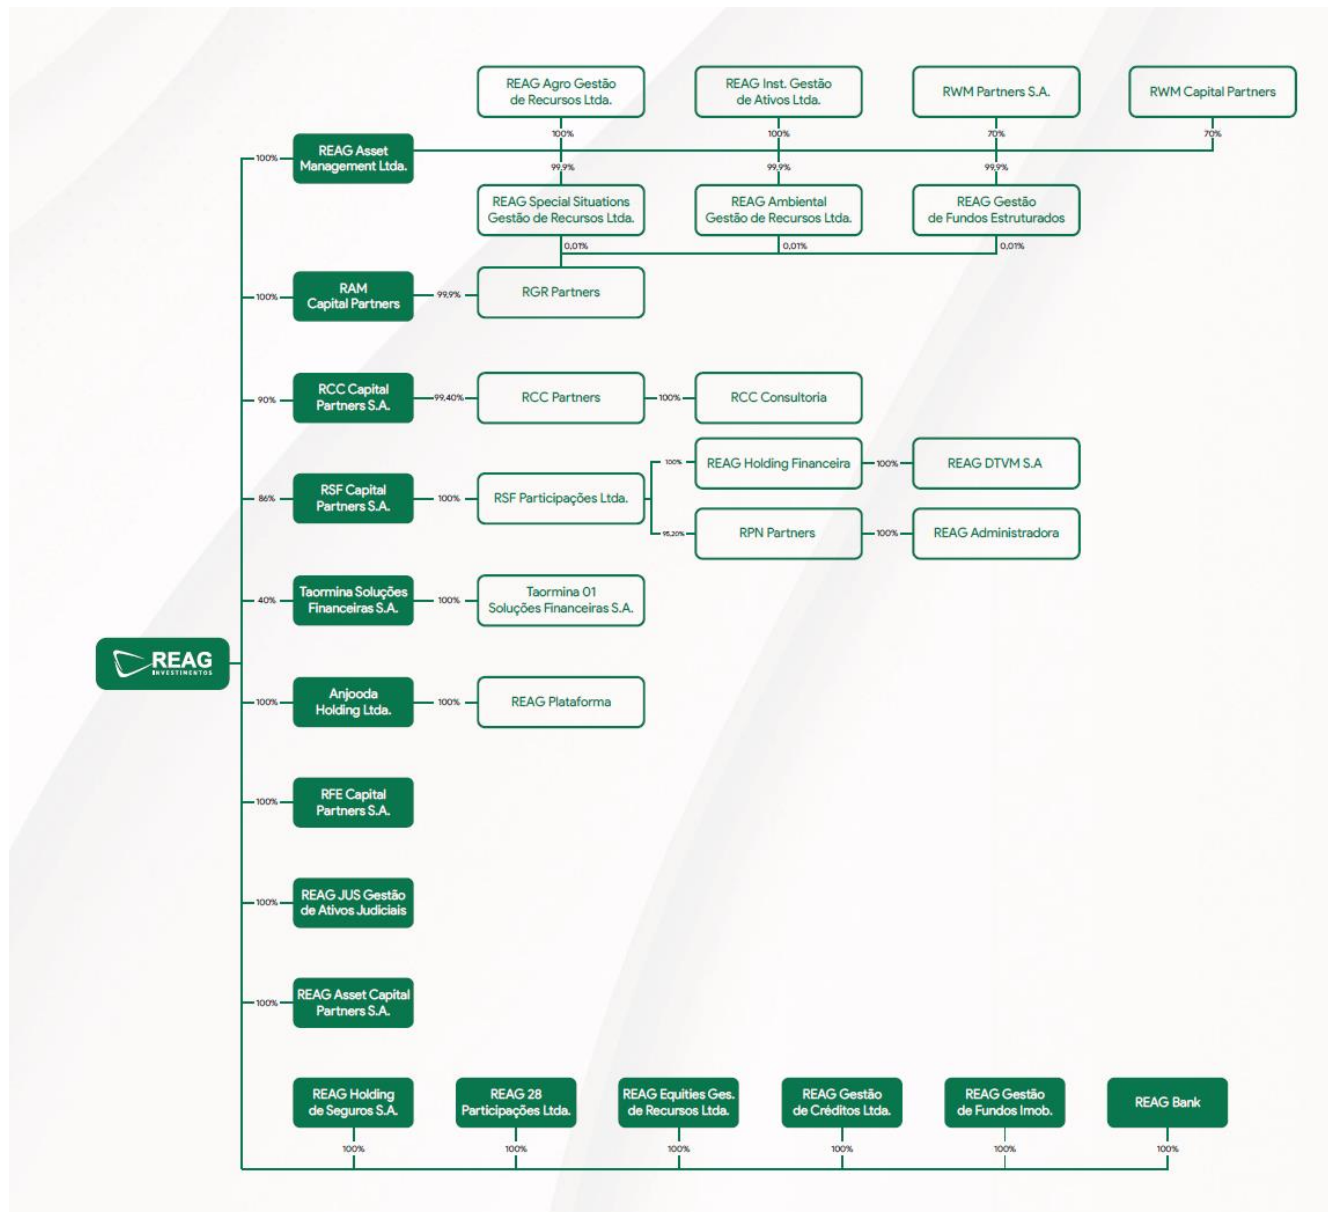 REAG Agro Gestão
de Recursos Ltda.
REAG Inst. Gestão
de Ativos Ltda.
RWM Partners S.A.
RWM Capital Partners
100%
100%
70%
70%
100%
REAG Asset
Management Ltda.
99,9%
99,9%
99,9%
REAG Special Situations
Gestão de Recursos Ltda.
REAG Ambiental
Gestão de Recursos Ltda.
REAG Gestão
de Fundos Estruturados
0,01%
0,01%
0,01%
100%
RAM
Capital Partners
99,9%
RGR Partners
90%
RCC Capital
Partners S.A.
99,40%
RCC Partners
100%
RCC Consultoria
86%
RSF Capital
Partners S.A.
100%
RSF Participações Ltda.
100%
REAG Holding Financeira
100%
REAG DTVM S.A
95,20%
RPN Partners
100%
REAG Administradora
40%
Taormina Soluções
Financeiras S.A.
100%
Taormina 01
Soluções Financeiras S.A.
REAG
INVESTIMENTOS
100%
Anjooda
Holding Ltda.
100%
REAG Plataforma
100%
RFE Capital
Partners S.A.
100%
REAG JUS Gestão
de Ativos Judiciais
100%
REAG Asset Capital
Partners S.A.
REAG Holding
de Seguros S.A.
REAG 28
Participações Ltda.
REAG Equities Ges.
de Recursos Ltda.
REAG Gestão
de Créditos Ltda.
REAG Gestão
de Fundos Imob.
REAG Bank
100%
100%
100%
100%
100%
100%